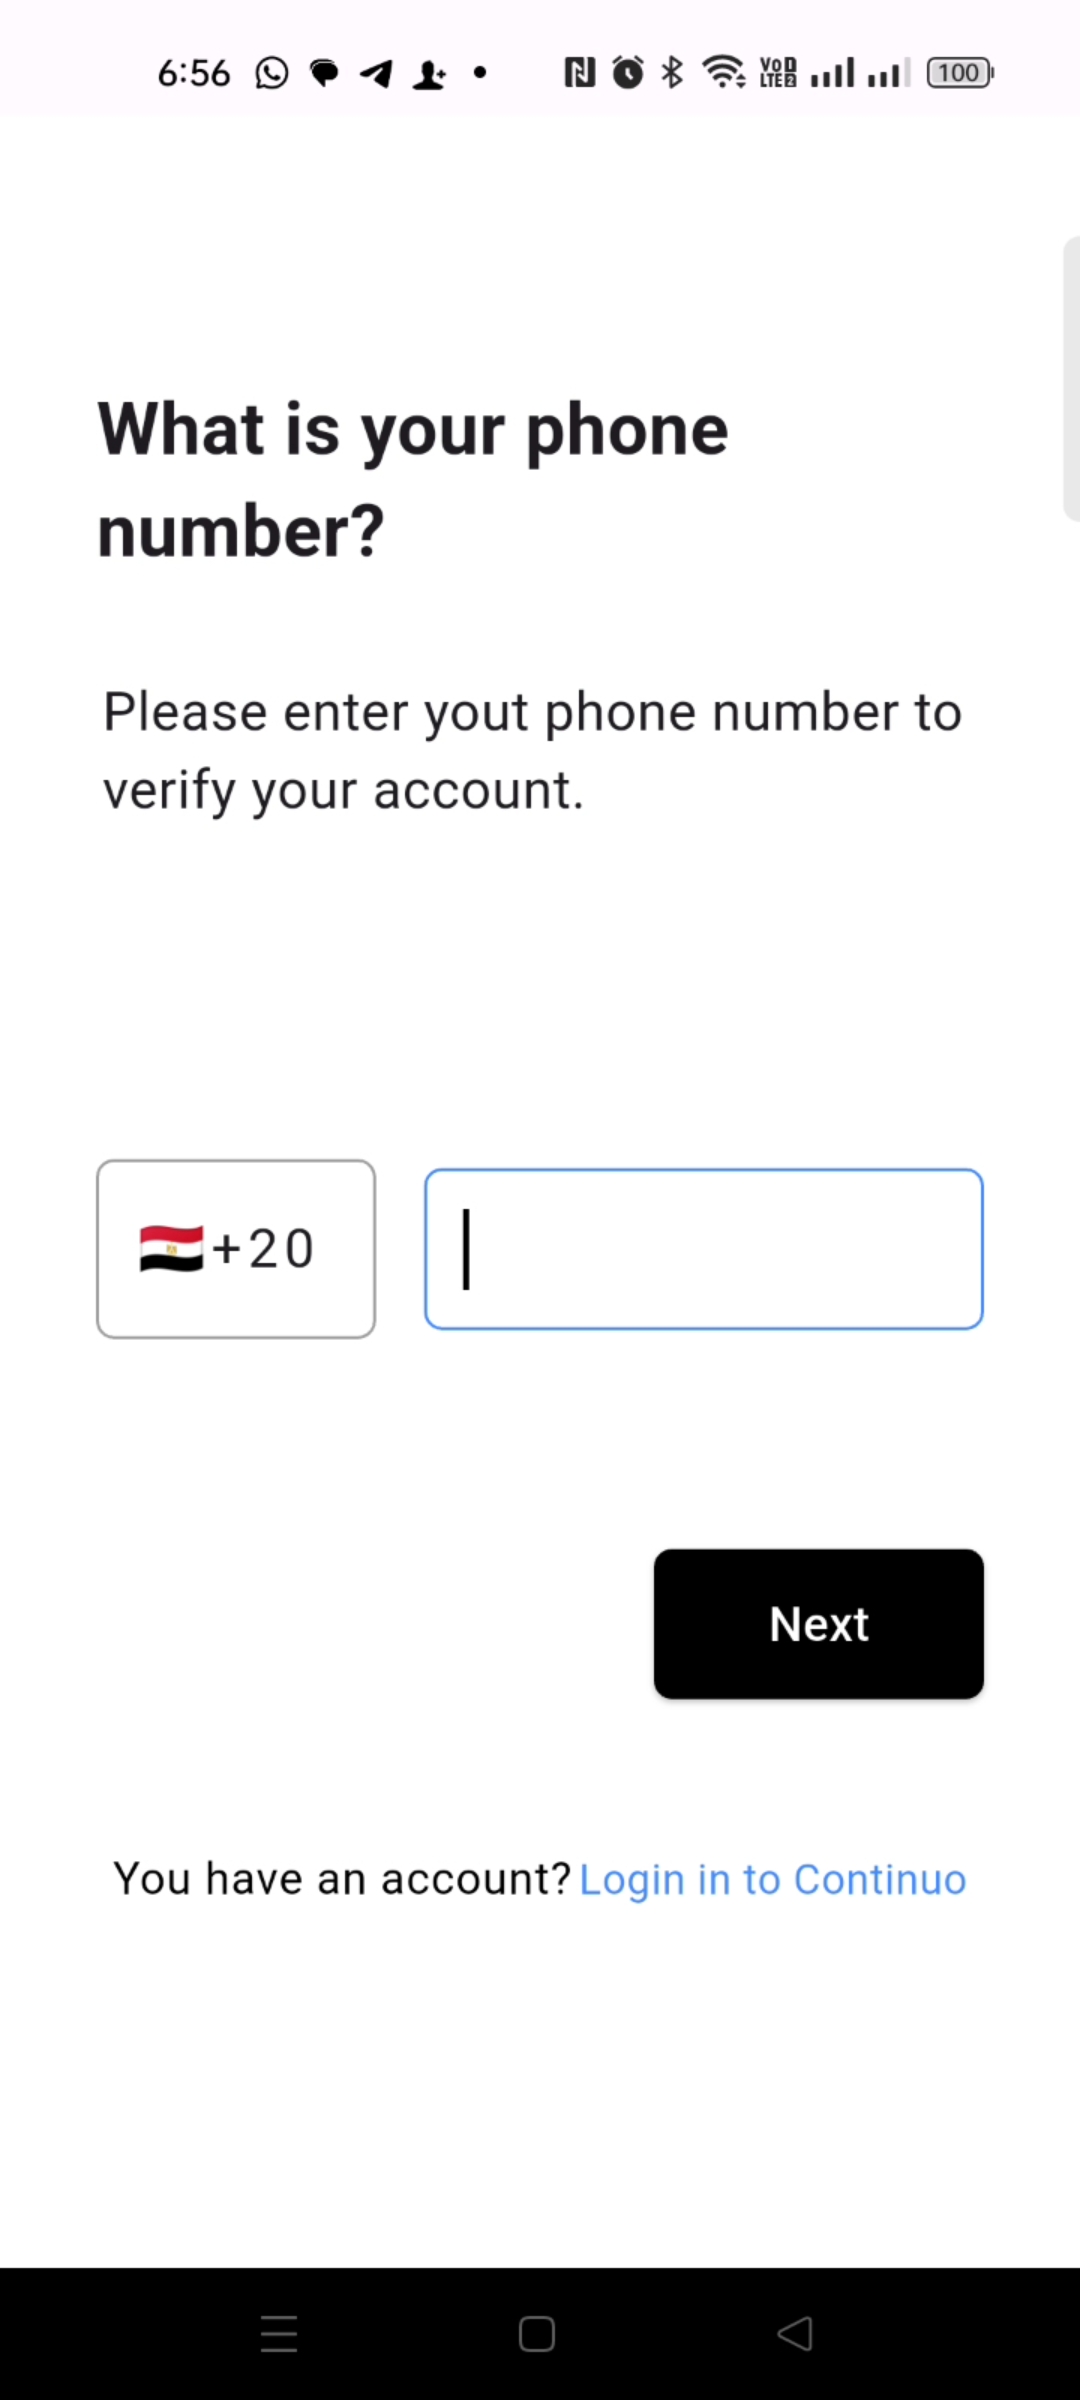 6:56
VoD
LTE2
100
What is your phone
number?
Please enter yout phone number to
verify your account.
+20
Next
You have an account? Login in to Continuo